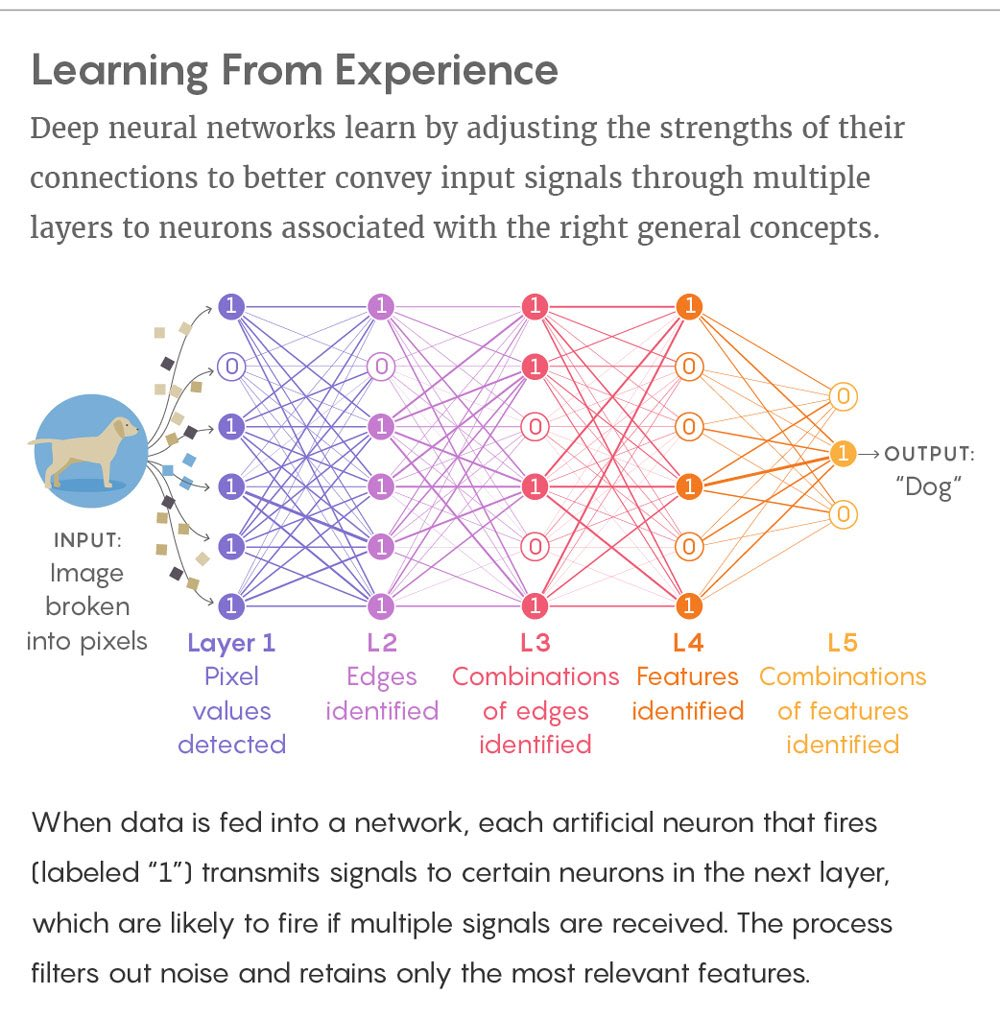 Learning From Experience
Deep neural networks learn by adjusting the strengths of their
connections to better convey input signals through multiple
layers to neurons associated with the right general concepts.
1 1 1 1
0 0 1 0
0
1 1 0 0
1 OUTPUT:
"Dog“
1 1 1 1
0
1 1 0 0
1 1 1 1
INPUT:
Image
broken
into pixels
Layer 1
Pixel
values
detected
L2
Edges
identified
L3
Combinations
of edges
identified
L4
Features
identified
L5
Combinations
of features
identified
When data is fed into a network, each artificial neuron that fires
(labeled “1”) transmits signals to certain neurons in the next layer,
which are likely to fire if multiple signals are received. The process
filters out noise and retains only the most relevant features.